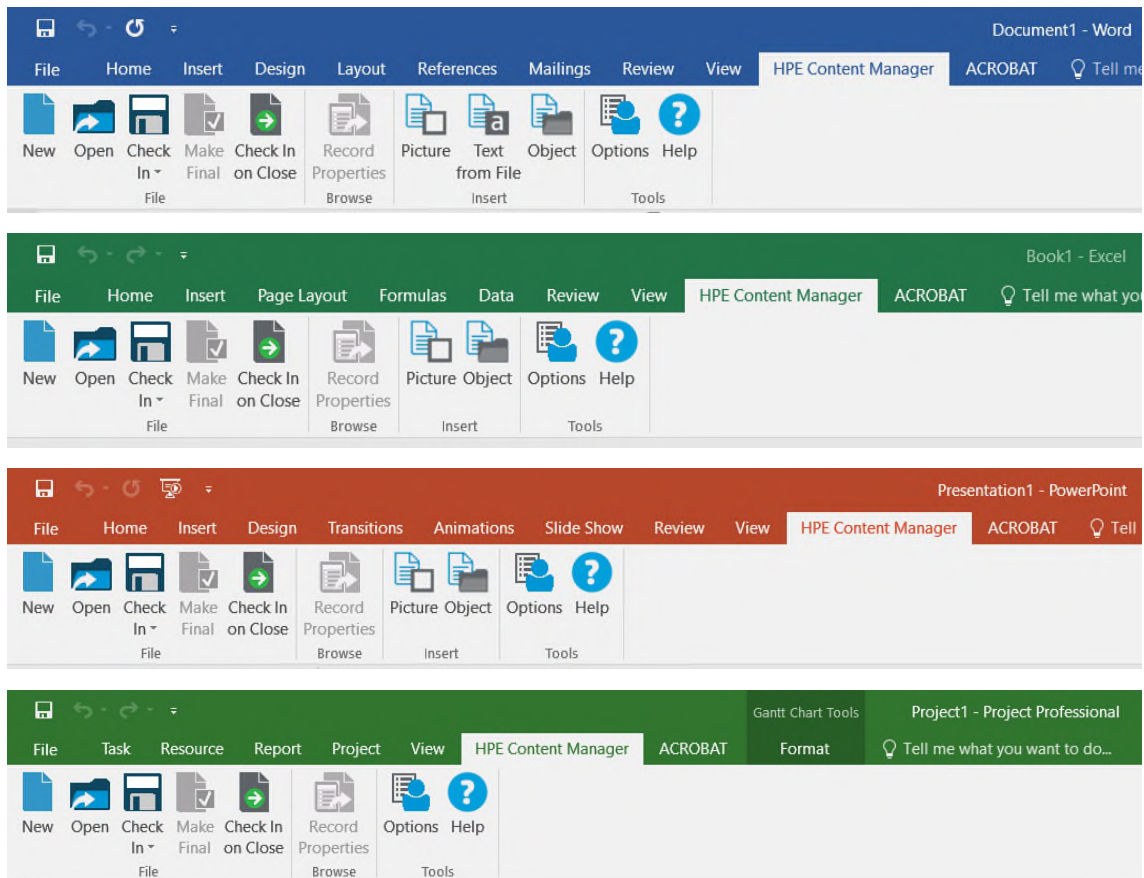 Document1 - Word
File Home Insert Design Layout References Mailings Review View HPE Content Manager ACROBAT Tell me
New Open Check Make Check In Record Picture Text Object Options Help
In Final on Close Properties from File
File Browse Insert Tools
Book1 - Excel
File Home Insert Page Layout Formulas Data Review View HPE Content Manager ACROBAT Tell me what you
New Open Check Make Check In Record Picture Object Options Help
In Final on Close Properties
File Browse Insert Tools
Presentation1 - PowerPoint
File Home Insert Design Transitions Animations Slide Show Review View HPE Content Manager ACROBAT Tell
New Open Check Make Check In Record Picture Object Options Help
In Final on Close Properties
File Browse Insert Tools
Gantt Chart Tools Project1 - Project Professional
File Task Resource Report Project View HPE Content Manager ACROBAT Format Tell me what you want to do...
New Open Check Make Check In Record Options Help
In Final on Close Properties
File Browse Tools